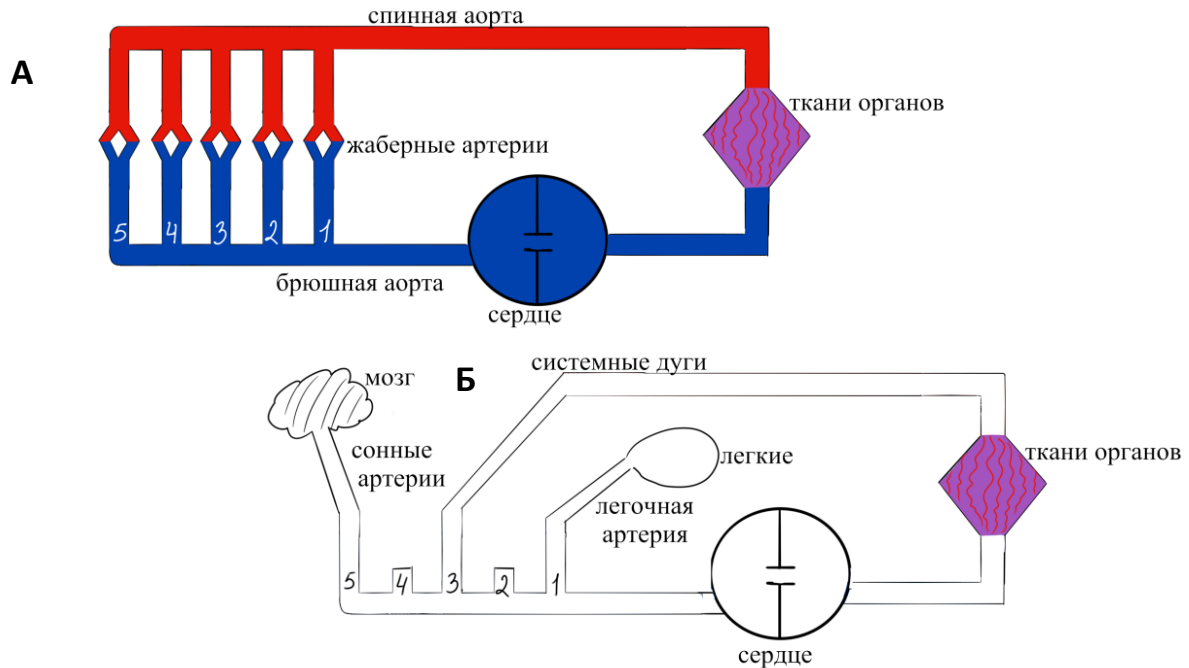 спинная аорта
А
ткани органов
жаберные артерии
5 4 3 2 1
брюшная аорта
сердце
системные дуги
мозг
Б
сонные
артерии
легкие
ткани органов
легочная
артерия
5 4 3 2 1
сердце